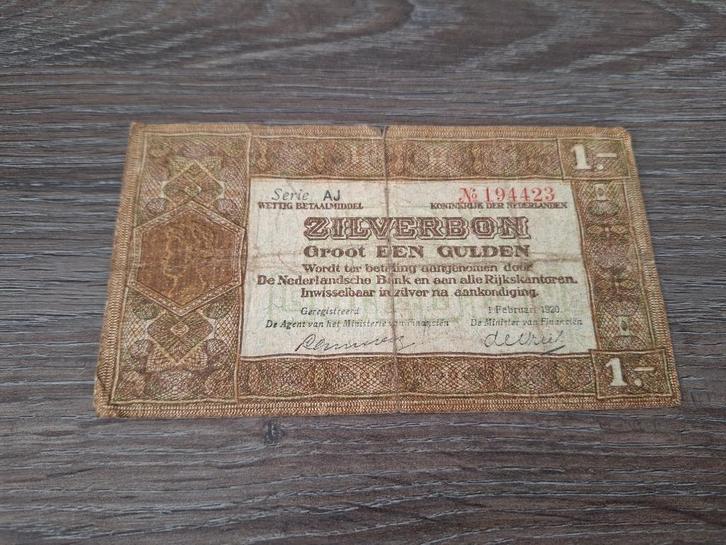 1.-
Serie AJ № 194423
WETTIG BETAALMIDDEL KONINKRIJK DER NEDERLANDEN
ZILVERBON
Groot EEN GULDEN
Wordt ter betaling aangenomen door
De Nederlandsche Bank en aan alle Rijkskantoren.
Inwisselbaar in zilver na aankondiging.
Geregistreerd 1 Februari 1920.
De Agent van het Ministerie van Financiën De Minister van Financiën
de Vries
1.-